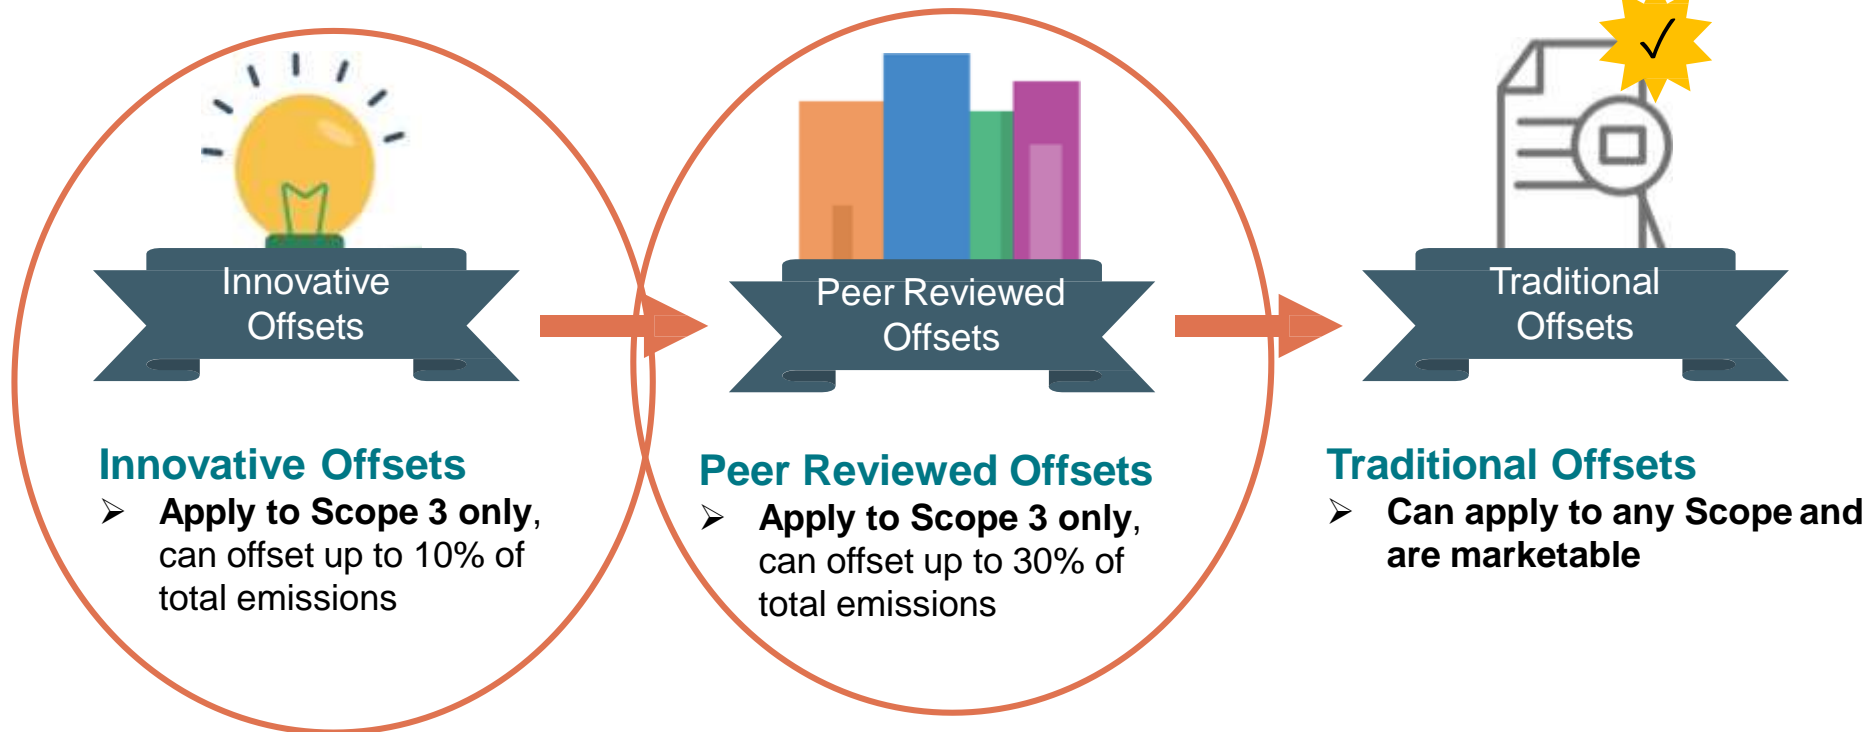 Innovative
Offsets
Peer Reviewed
Offsets
Traditional
Offsets
Innovative Offsets
➢ Apply to Scope 3 only,
can offset up to 10% of
total emissions
Peer Reviewed Offsets
➢ Apply to Scope 3 only,
can offset up to 30% of
total emissions
Traditional Offsets
➢ Can apply to any Scope and
are marketable